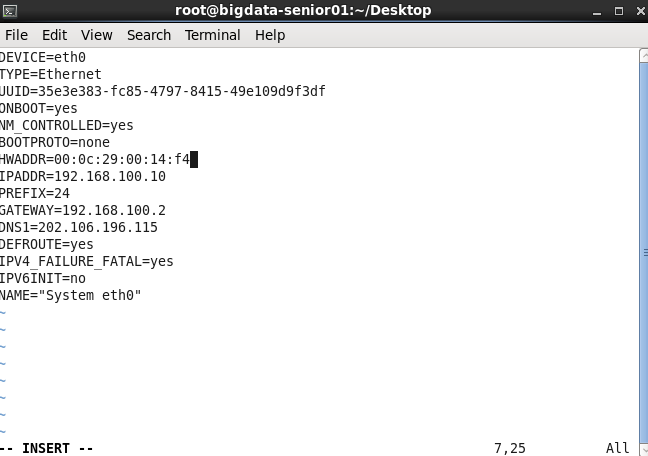 root@bigdata-senior01:~/Desktop
File Edit View Search Terminal Help
DEVICE=eth0
TYPE=Ethernet
UUID=35e3e383-fc85-4797-8415-49e109d9f3df
ONBOOT=yes
NM_CONTROLLED=yes
BOOTPROTO=none
HWADDR=00:0c:29:00:14:f4
IPADDR=192.168.100.10
PREFIX=24
GATEWAY=192.168.100.2
DNS1=202.106.196.115
DEFROUTE=yes
IPV4_FAILURE_FATAL=yes
IPV6INIT=no
NAME="System eth0"
~
~
~
~
~
~
~
~
-- INSERT -- 7,25 All